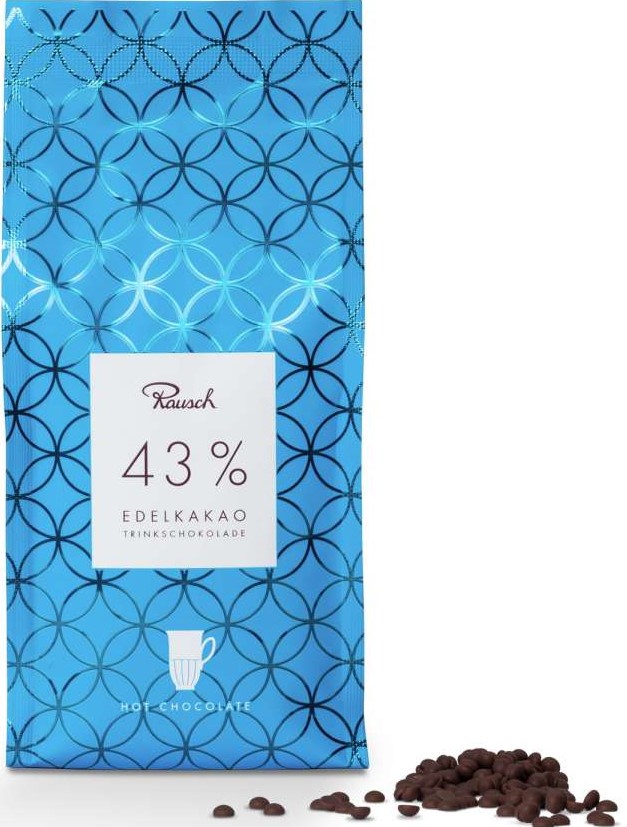 Rausch
43 %
EDELKAKAO
TRINKSCHOKOLADE
HOT CHOCOLATE